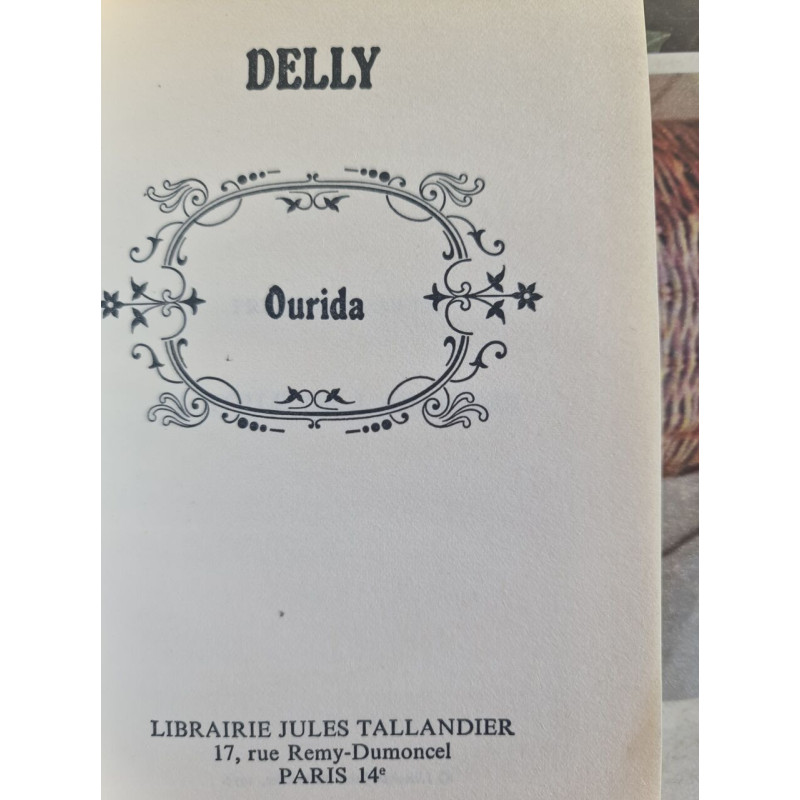 DELLY
Ourida
LIBRAIRIE JULES TALLANDIER
17, rue Remy-Dumoncel
PARIS 14e